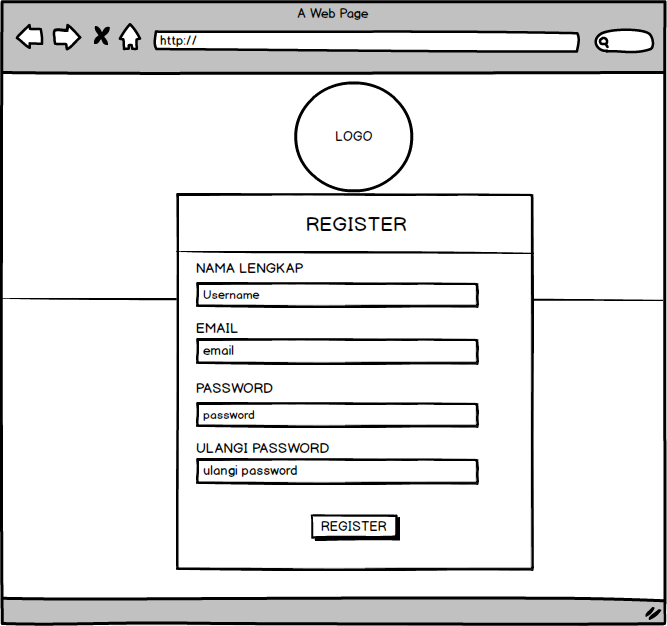 A Web Page
http://
LOGO
REGISTER
NAMA LENGKAP
Username
EMAIL
email
PASSWORD
password
ULANGI PASSWORD
ulangi password
REGISTER